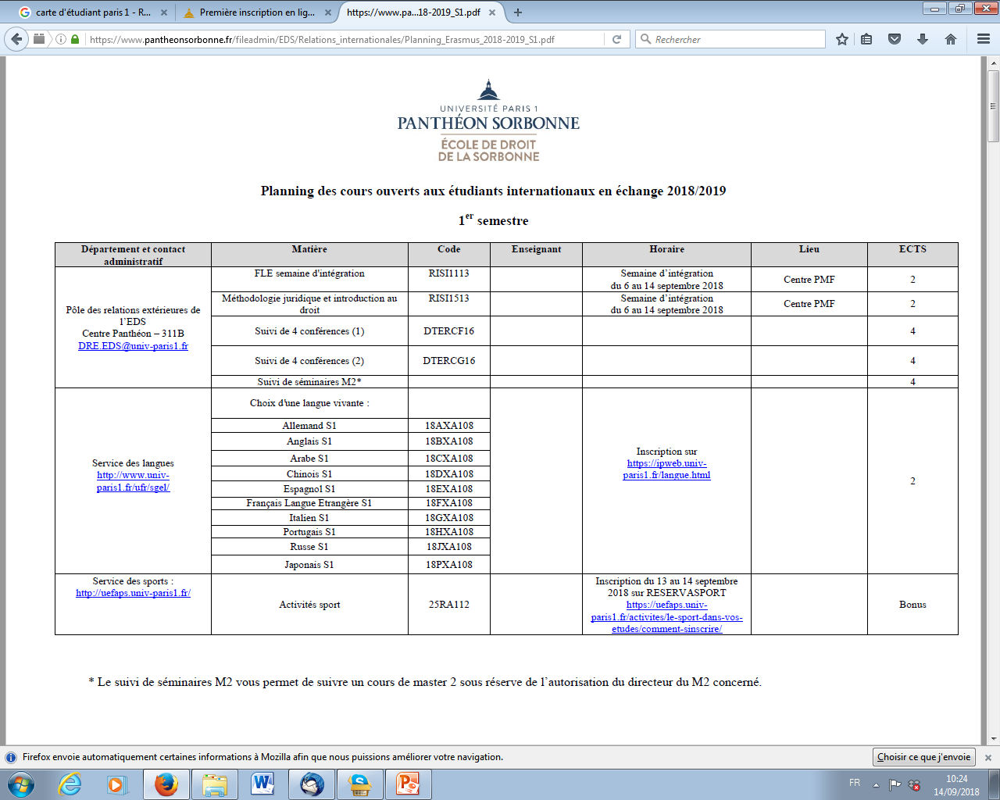 carte d'étudiant paris 1 - R...
Première inscription en lig...
https://www.pa...18-2019_S1.pdf
https://www.pantheonsorbonne.fr/fileadmin/EDS/Relations_internationales/Planning_Erasmus_2018-2019_S1.pdf
Rechercher
UNIVERSITÉ PARIS 1
PANTHÉON SORBONNE
ÉCOLE DE DROIT
DE LA SORBONNE
Planning des cours ouverts aux étudiants internationaux en échange 2018/2019
1er semestre
Département et contact administratif Matière Code Enseignant Horaire Lieu ECTS
Pôle des relations extérieures de
l'EDS
Centre Panthéon – 311B
DRE.EDS@univ-paris1.fr
FLE semaine d'intégration RISI1113 Semaine d'intégration
du 6 au 14 septembre 2018 Centre PMF 2
Méthodologie juridique et introduction au
droit RISI1513 Semaine d'intégration
du 6 au 14 septembre 2018 Centre PMF 2
Suivi de 4 conférences (1) DTERCF16 4
Suivi de 4 conférences (2) DTERCG16 4
Suivi de séminaires M2* 4
Service des langues
http://www.univ-
paris1.fr/ufr/sgel/
Choix d'une langue vivante :
Allemand S1 18AXA108
Anglais S1 18BXA108
Arabe S1 18CXA108
Chinois S1 18DXA108
Espagnol S1 18EXA108
Français Langue Etrangère S1 18FXA108
Italien S1 18GXA108
Portugais S1 18HXA108
Russe S1 18JXA108
Japonais S1 18PXA108
Inscription sur
https://ipweb.univ-
paris1.fr/langue.html
2
Service des sports :
http://uefaps.univ-paris1.fr/
Activités sport 25RA112
Inscription du 13 au 14 septembre
2018 sur RESERVASPORT
https://uefaps.univ-
paris1.fr/activites/le-sport-dans-vos-
etudes/comment-sinscrire/
Bonus
* Le suivi de séminaires M2 vous permet de suivre un cours de master 2 sous réserve de l'autorisation du directeur du M2 concerné.
Firefox envoie automatiquement certaines informations à Mozilla afin que nous puissions améliorer votre navigation.
Choisir ce que j'envoie
FR
10:24
14/09/2018